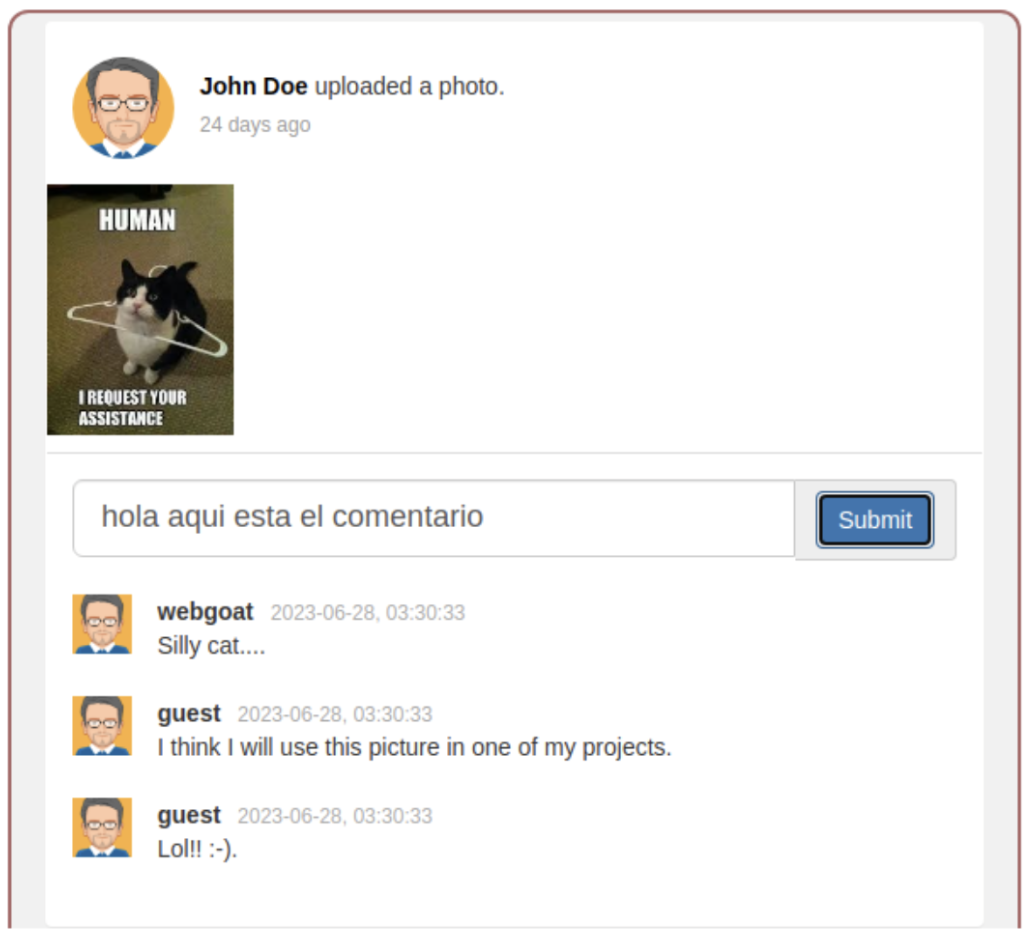 John Doe uploaded a photo.
24 days ago
HUMAN
I REQUEST YOUR
ASSISTANCE
hola aqui esta el comentario
Submit
webgoat 2023-06-28, 03:30:33
Silly cat....
guest 2023-06-28, 03:30:33
I think I will use this picture in one of my projects.
guest 2023-06-28, 03:30:33
Lol!! :-).